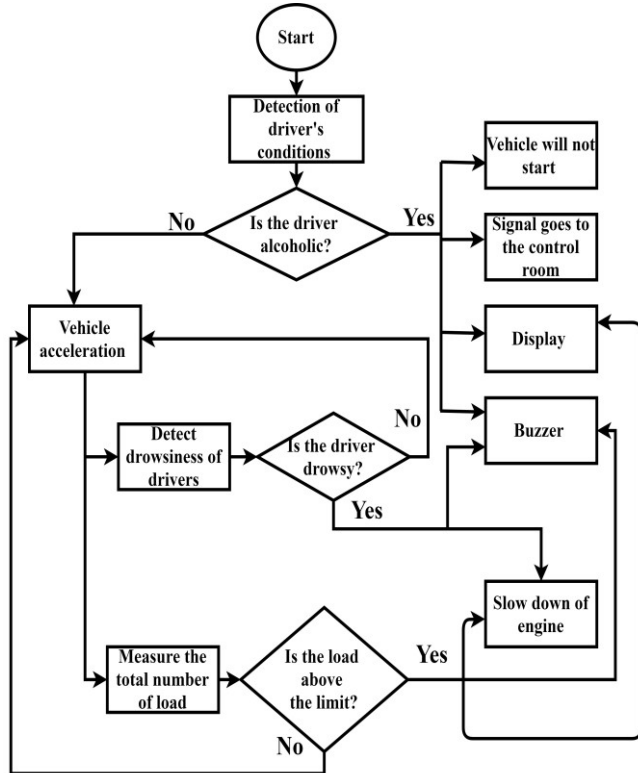 Start
Detection of
driver's
conditions
Is the driver
alcoholic?
No
Yes
Vehicle will not
start
Signal goes to
the control
room
Display
Buzzer
Vehicle
acceleration
Detect
drowsiness of
drivers
Is the driver
drowsy?
No
Yes
Slow down of
engine
Measure the
total number
of load
Is the load
above
the limit?
Yes
No